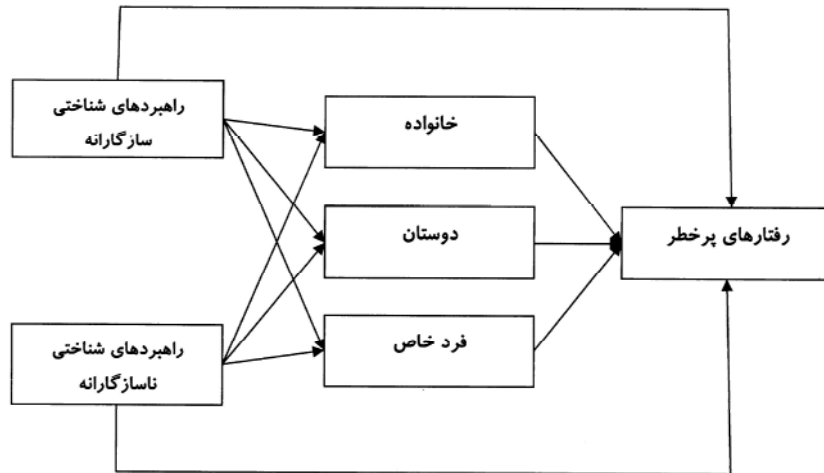 راهبردهای شناختی
سازگارانه
خانواده
دوستان
رفتارهای پرخطر
راهبردهای شناختی
ناسازگارانه
فرد خاص